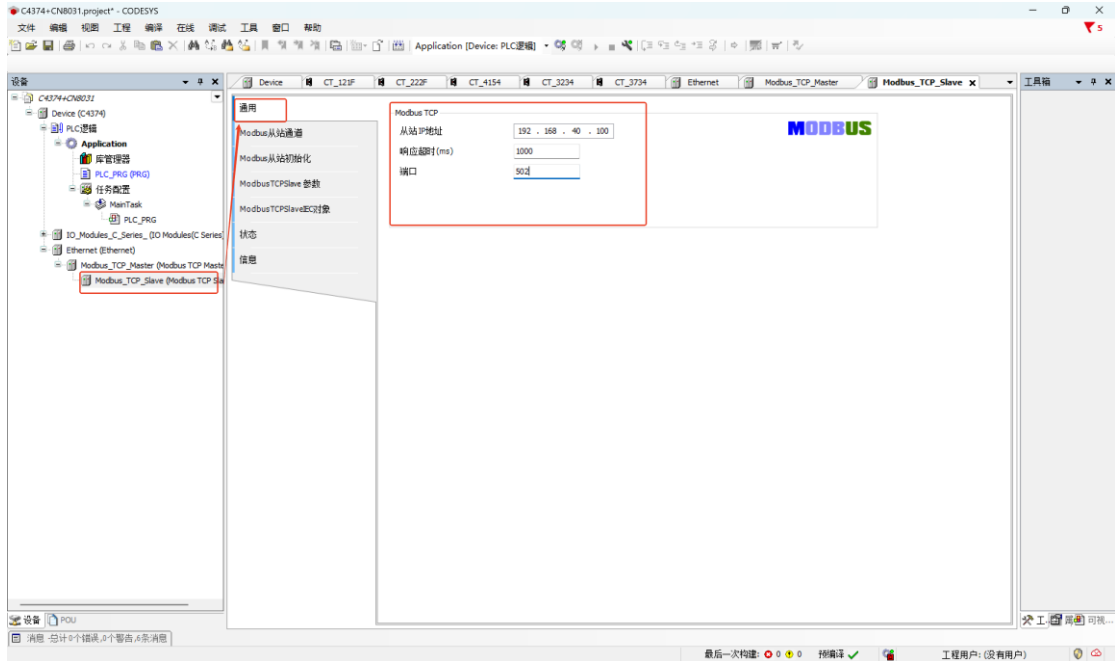 C4374+CN8031.project* - CODESYS
文件 编辑 视图 工程 编译 在线 调试 工具 窗口 帮助
5
Application [Device: PLC逻辑]
设备
Device CT_121F CT_222F CT_4154 CT_3234 CT_3734 Ethernet Modbus_TCP_Master Modbus_TCP_Slave
工具箱
C4374+CN8031
Device (C4374)
PLC逻辑
Application
库管理器
PLC_PRG (PRG)
任务配置
MainTask
PLC_PRG
IO_Modules_C_Series_ (IO Modules(C Series
Ethernet (Ethernet)
Modbus_TCP_Master (Modbus TCP Maste
Modbus_TCP_Slave (Modbus TCP Sla
通用
Modbus从站通道
Modbus从站初始化
ModbusTCPSlave 参数
ModbusTCPSlaveIEC对象
状态
信息
Modbus TCP
从站 IP地址 192 . 168 . 40 . 100
响应超时(ms) 1000
端口 502
MODBUS
设备 POU
工.. 可视...
消息 -总计0个错误,0个警告,6条消息
最后一次构建: 0 0 预编译 工程用户: (没有用户)